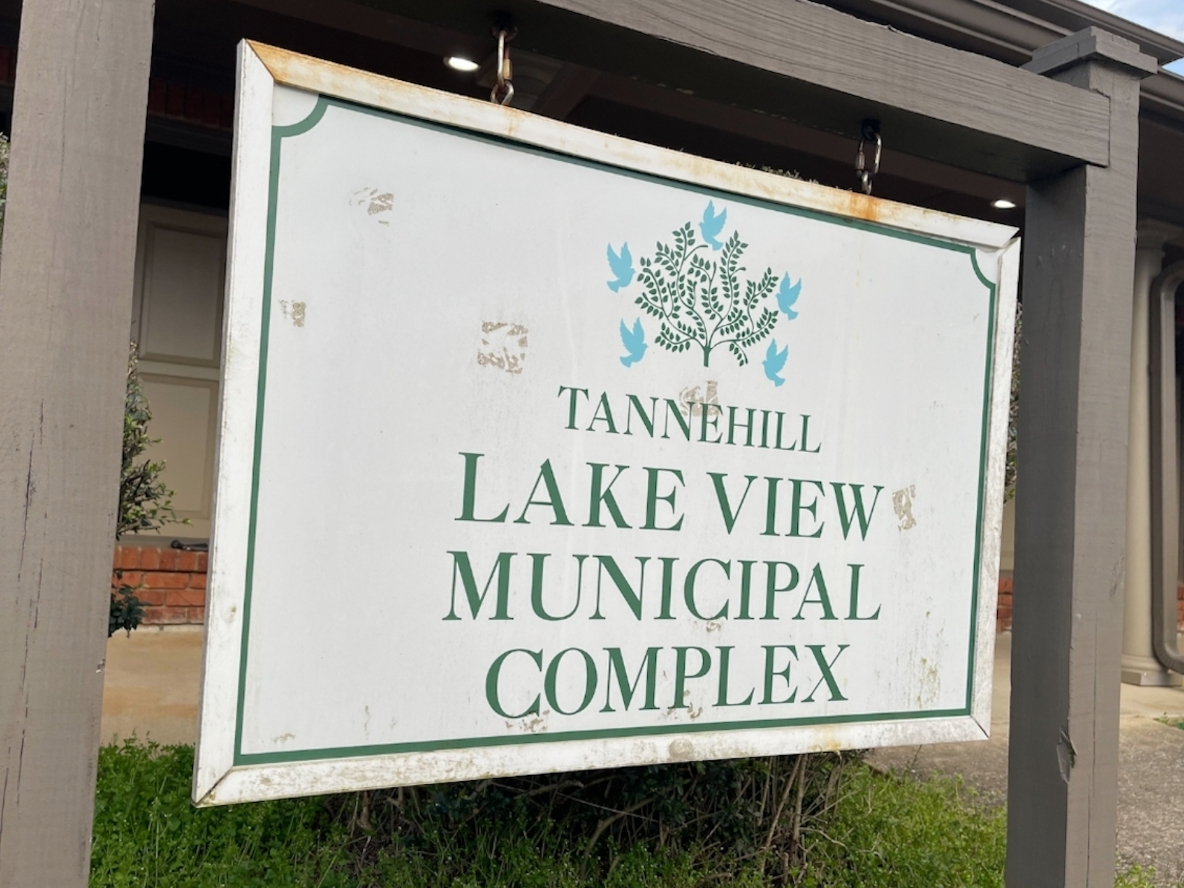 TANNEHILL
LAKE VIEW
MUNICIPAL
COMPLEX